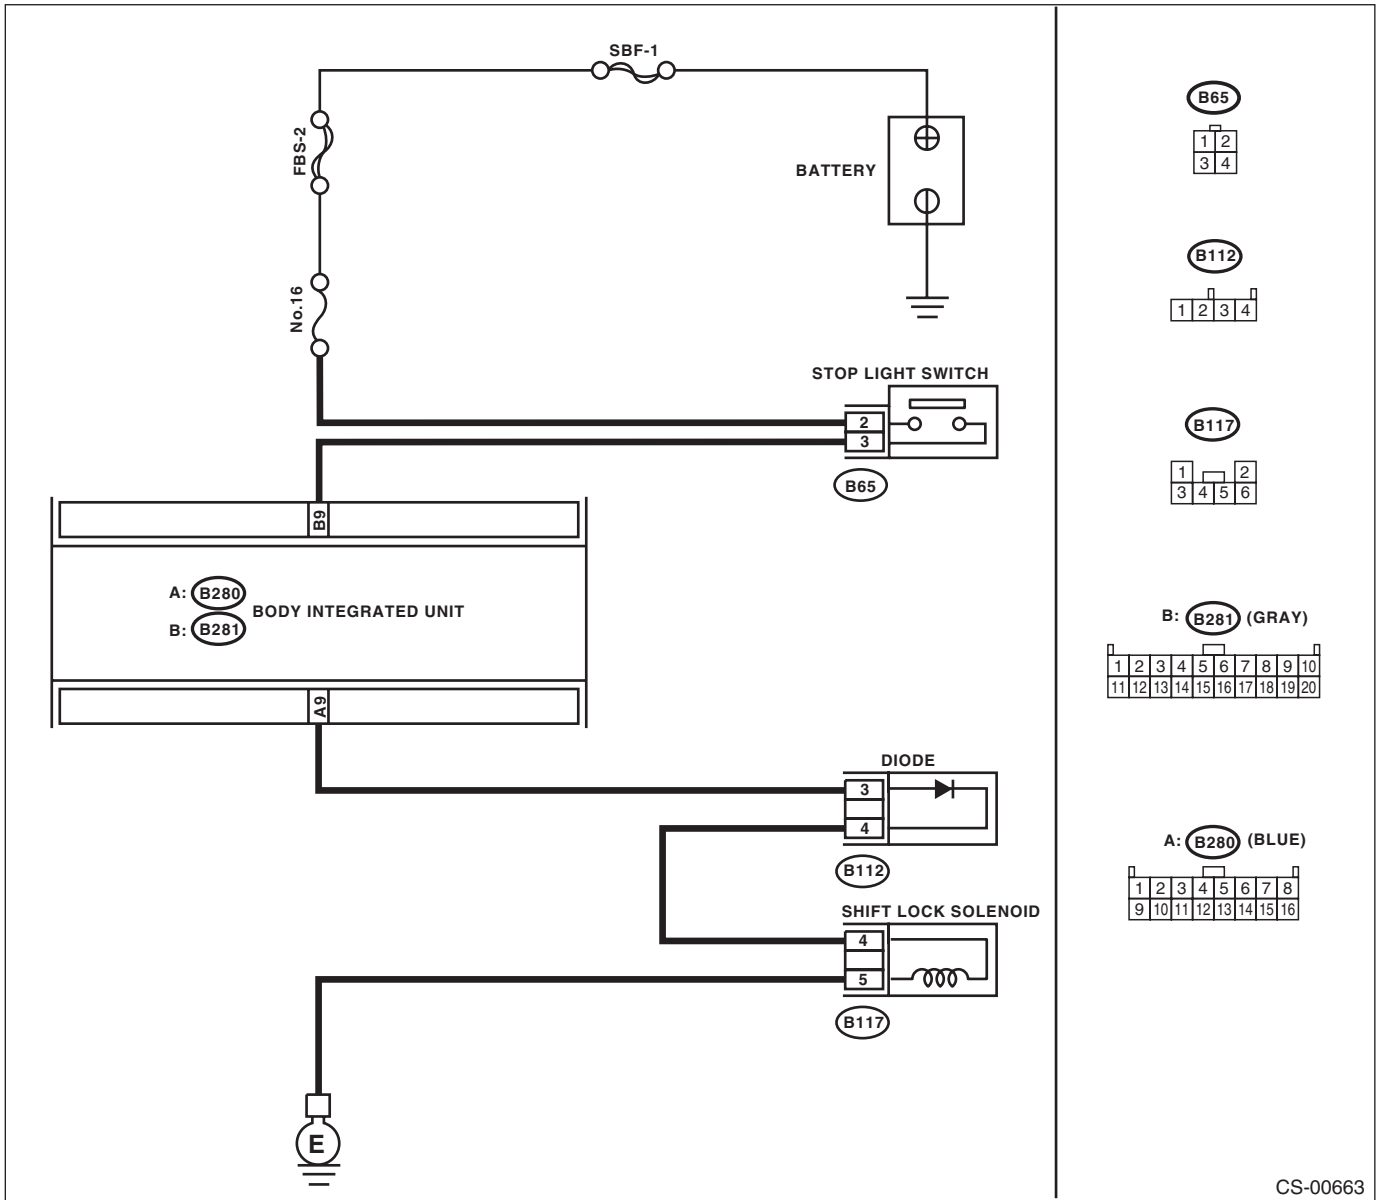 SBF-1
FBS-2
BATTERY
No.16
STOP LIGHT SWITCH
2
3
B65
B9
A: B280
BODY INTEGRATED UNIT
B: B281
A9
DIODE
3
4
B112
SHIFT LOCK SOLENOID
4
5
B117
E
B65
1 2
3 4
B112
1 2 3 4
B117
1 2
3 4 5 6
B: B281 (GRAY)
1 2 3 4 5 6 7 8 9 10
11 12 13 14 15 16 17 18 19 20
A: B280 (BLUE)
1 2 3 4 5 6 7 8
9 10 11 12 13 14 15 16
CS-00663